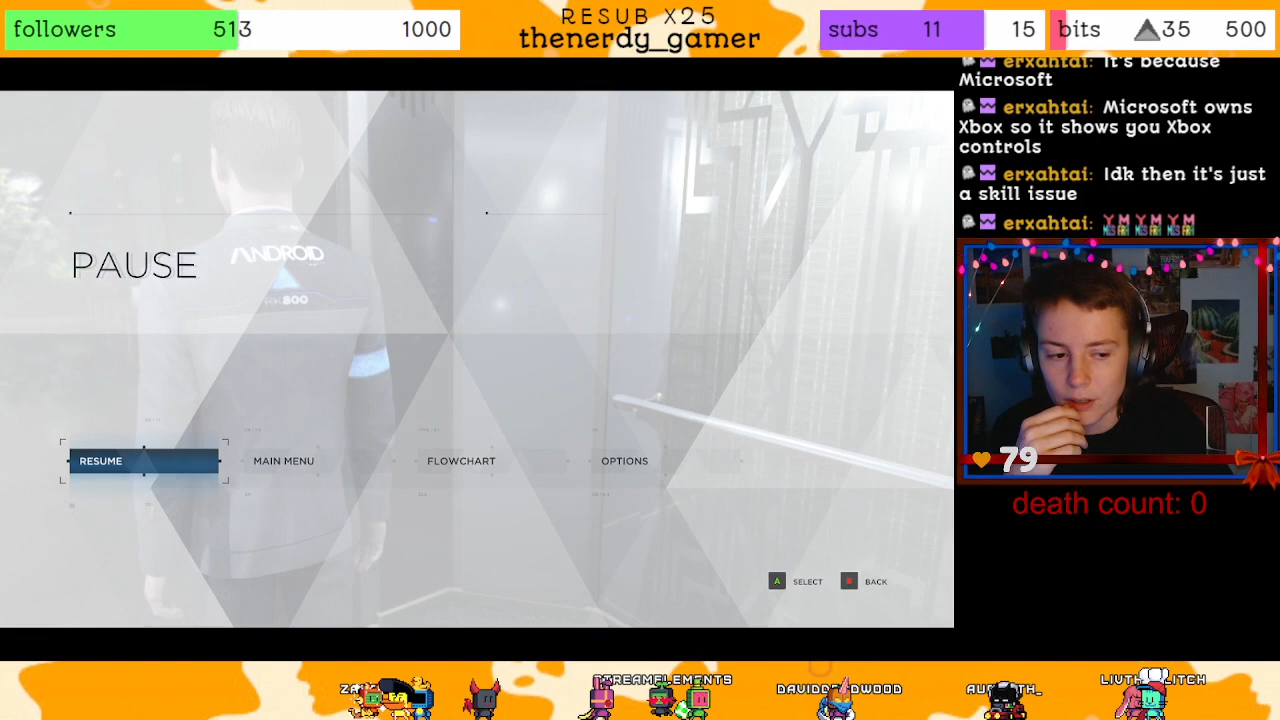 followers 513 1000
RESUB X25
thenerdy_gamer
subs 11 15
bits 35 500
erxahtai: It's because
Microsoft
erxahtai: Microsoft owns
Xbox so it shows you Xbox
controls
erxahtai: Idk then it's just
a skill issue
erxahtai:
ANDROID
RK800
PAUSE
RESUME
MAIN MENU
FLOWCHART
OPTIONS
A SELECT
B BACK
79
death count: 0